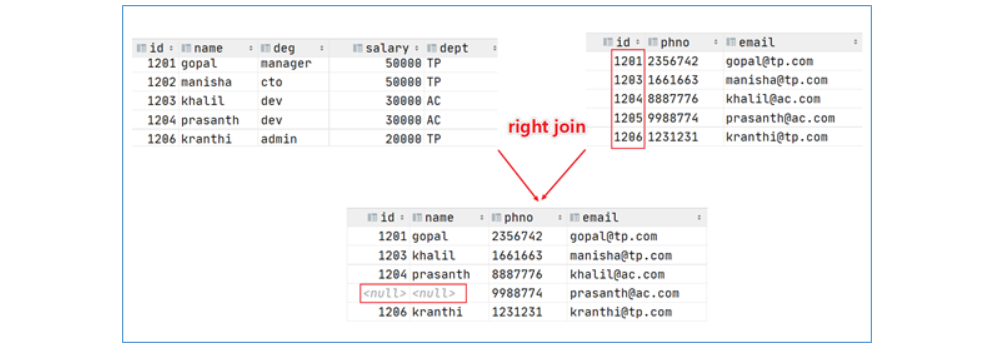 id name deg salary dept
1201 gopal manager 50000 TP
1202 manisha cto 50000 TP
1203 khalil dev 30000 AC
1204 prasanth dev 30000 AC
1206 kranthi admin 20000 TP
id phno email
1201 2356742 gopal@tp.com
1203 1661663 manisha@tp.com
1204 8887776 khalil@ac.com
1205 9988774 prasanth@ac.com
1206 1231231 kranthi@tp.com
right join
id name phno email
1201 gopal 2356742 gopal@tp.com
1203 khalil 1661663 manisha@tp.com
1204 prasanth 8887776 khalil@ac.com
<null> <null> 9988774 prasanth@ac.com
1206 kranthi 1231231 kranthi@tp.com